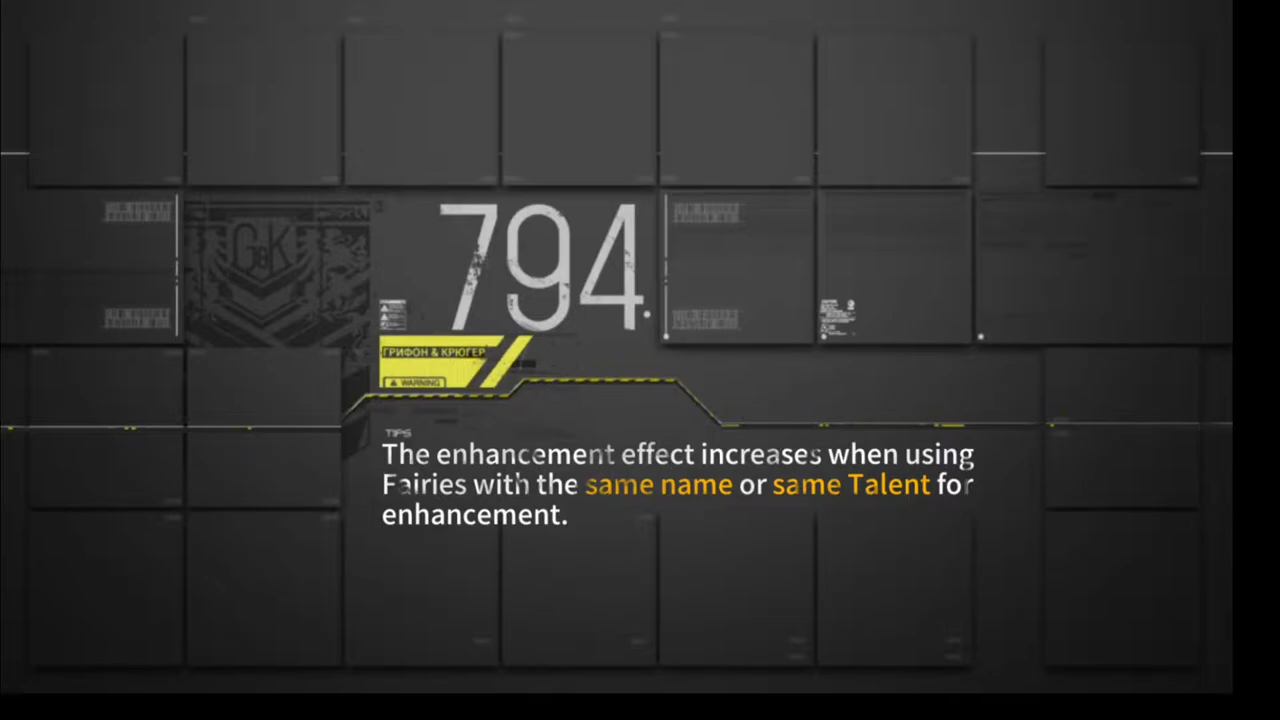 G&K
794.
ГРИФОН & КРЮГЕР
WARNING
TIPS
The enhancement effect increases when using
Fairies with the same name or same Talent for
enhancement.